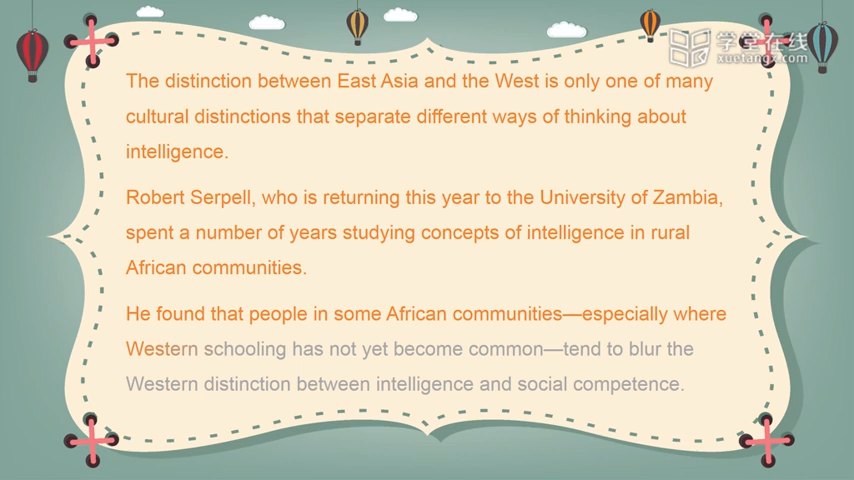 学堂在线
xuetangz.com
The distinction between East Asia and the West is only one of many
cultural distinctions that separate different ways of thinking about
intelligence.
Robert Serpell, who is returning this year to the University of Zambia,
spent a number of years studying concepts of intelligence in rural
African communities.
He found that people in some African communities—especially where
Western schooling has not yet become common—tend to blur the
Western distinction between intelligence and social competence.